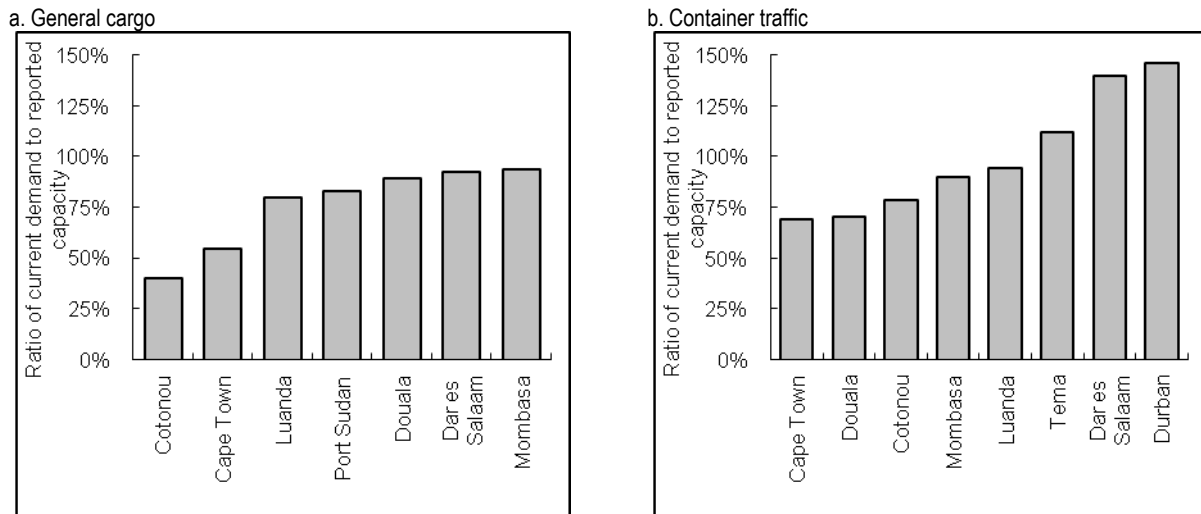 a. General cargo
Ratio of current demand to reported
capacity
150%
125%
100%
75%
50%
25%
0%
Cotonou
Cape Town
Luanda
Port Sudan
Douala
Dar es
Salaam
Mombasa
b. Container traffic
Ratio of current demand to reported
capacity
150%
125%
100%
75%
50%
25%
0%
Cape Town
Douala
Cotonou
Mombasa
Luanda
Tema
Dar es
Salaam
Durban